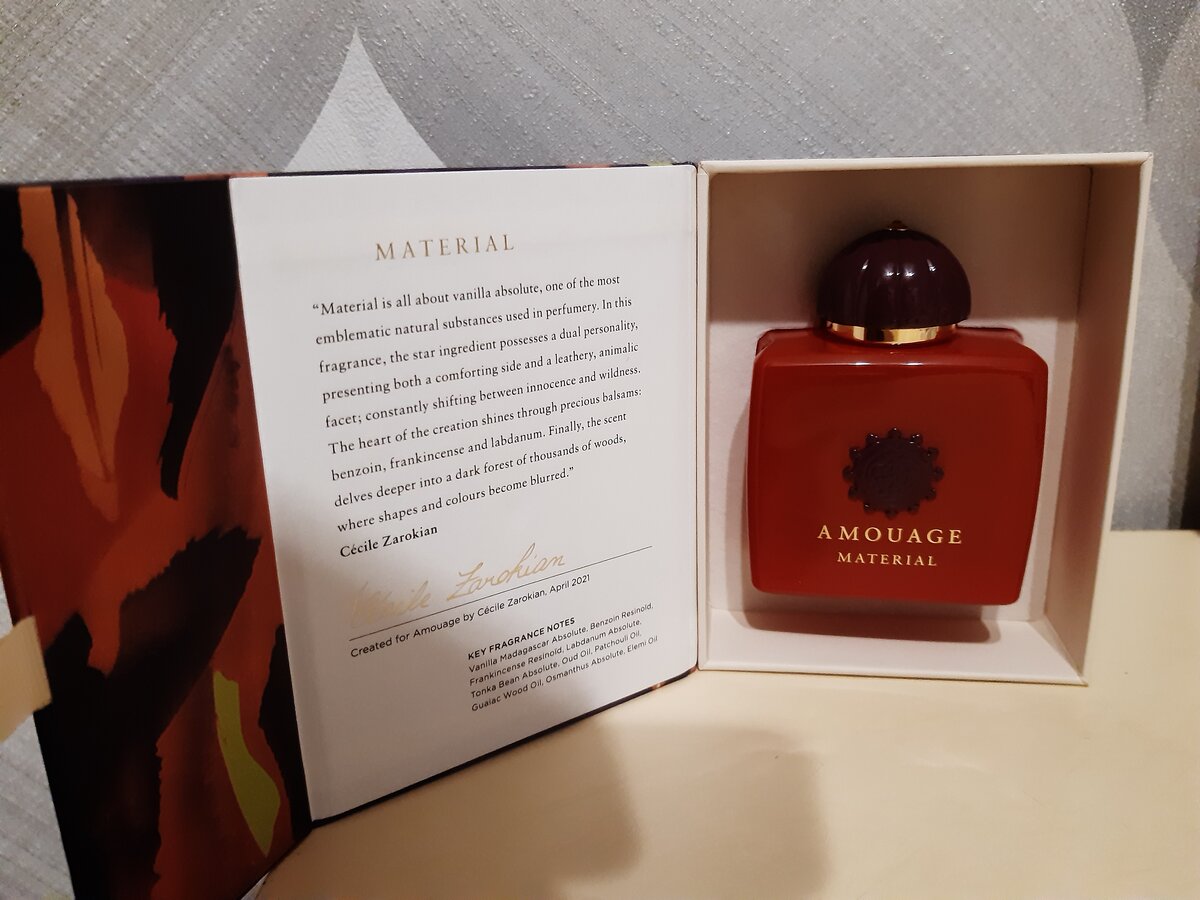 MATERIAL
“Material is all about vanilla absolute, one of the most
emblematic natural substances used in perfumery. In this
fragrance, the star ingredient possesses a dual personality,
presenting both a comforting side and a leathery, animalic
facet; constantly shifting between innocence and wildness.
The heart of the creation shines through precious balsams:
benzoin, frankincense and labdanum. Finally, the scent
delves deeper into a dark forest of thousands of woods,
where shapes and colours become blurred.”
Cécile Zarokian
Cécile Zarokian
Created for Amouage by Cécile Zarokian, April 2021
KEY FRAGRANCE NOTES
Vanilla Madagascar Absolute, Benzoin Resinoid,
Frankincense Resinoid, Labdanum Absolute,
Tonka Bean Absolute, Oud Oil, Patchouli Oil,
Guaiac Wood Oil, Osmanthus Absolute, Elemi Oil
AMOUAGE
MATERIAL